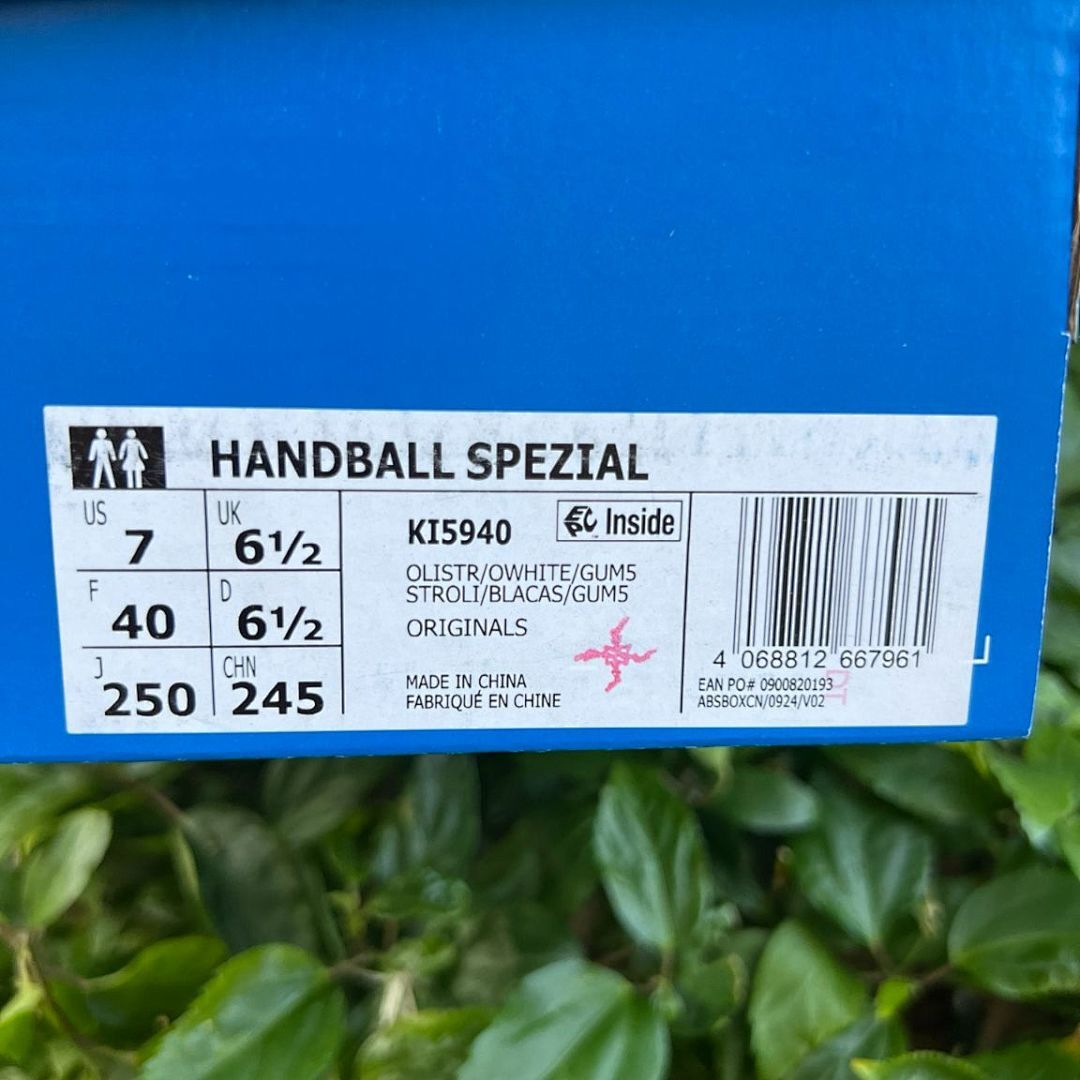 HANDBALL SPEZIAL
US 7 UK 6½
F 40 D 6½
J 250 CHN 245
KI5940 EPC Inside
OLISTR/OWHITE/GUM5
STROLI/BLACAS/GUM5
ORIGINALS
MADE IN CHINA
FABRIQUÉ EN CHINE
4 068812 667961
EAN PO# 0900820193
ABSBOXCN/0924/V02